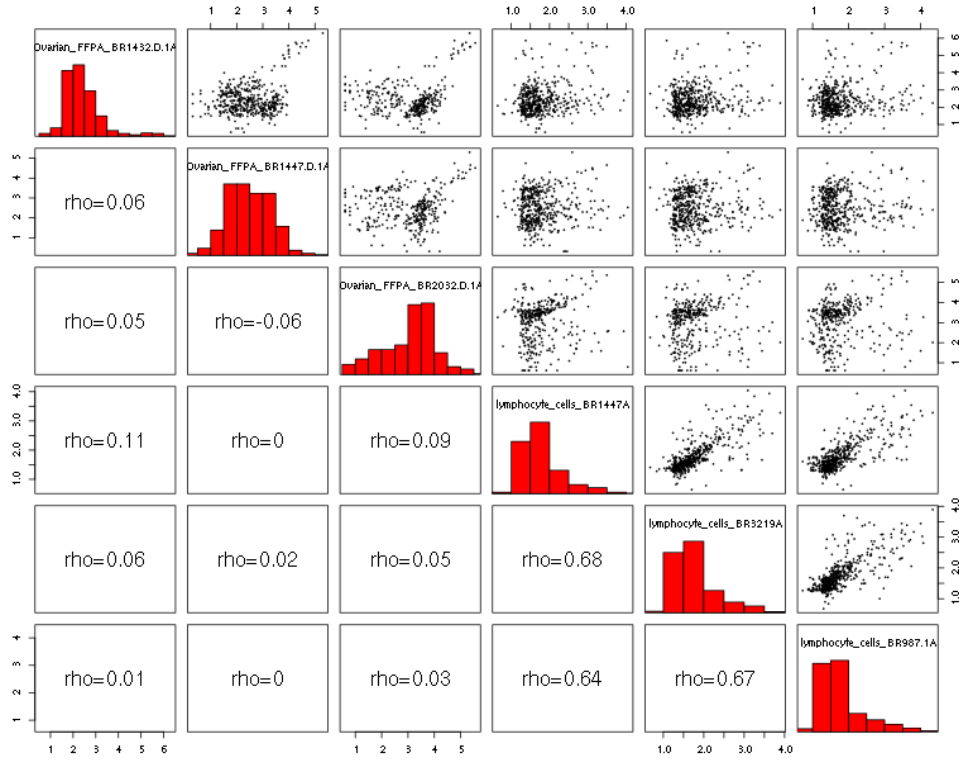 1 2 3 4 5
1.0 2.0 3.0 4.0
1 2 3 4
Ovarian_FFPA_BR1432.D.1A
1 2 3 4 5 6
1 2 3 4 5
rho=0.06
Ovarian_FFPA_BR1447.D.1A
rho=0.05
rho=-0.06
Ovarian_FFPA_BR2032.D.1A
1 2 3 4 5
1.0 2.0 3.0 4.0
rho=0.11
rho=0
rho=0.09
lymphocyte_cells_BR1447A
rho=0.06
rho=0.02
rho=0.05
rho=0.68
lymphocyte_cells_BR3219A
1.0 2.0 3.0 4.0
1 2 3 4
rho=0.01
rho=0
rho=0.03
rho=0.64
rho=0.67
lymphocyte_cells_BR987.1A
1 2 3 4 5 6
1 2 3 4 5
1.0 2.0 3.0 4.0